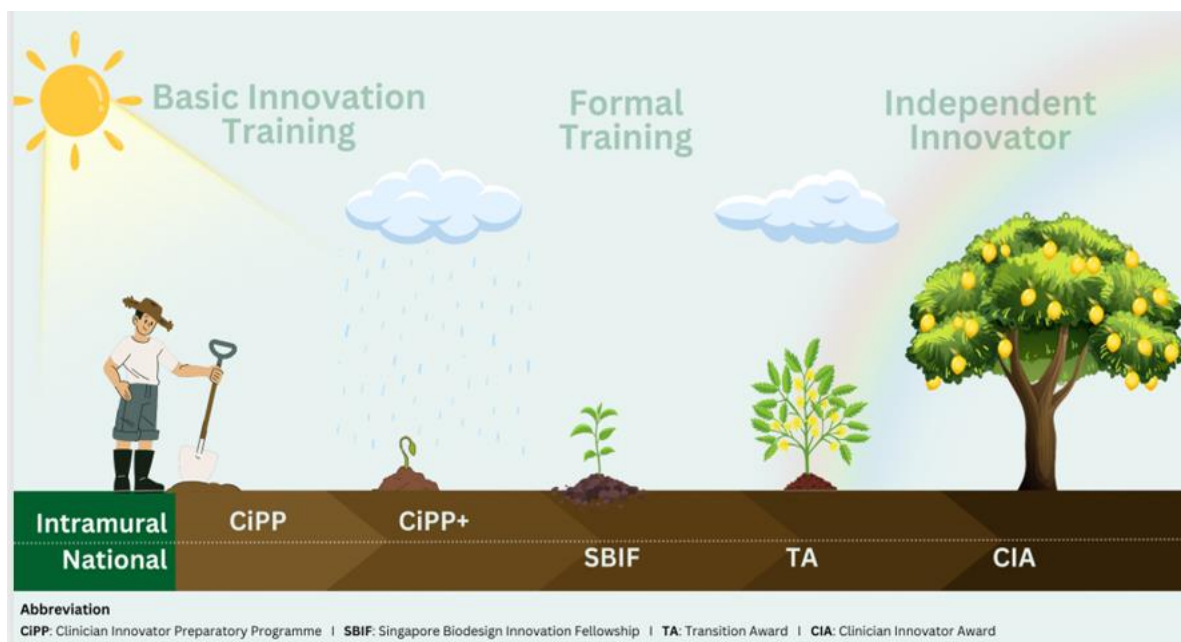 Basic Innovation
Training
Formal
Training
Independent
Innovator
Intramural
CiPP
CiPP+
National
SBIF
TA
CIA
Abbreviation
CiPP: Clinician Innovator Preparatory Programme I SBIF: Singapore Biodesign Innovation Fellowship I TA: Transition Award I CIA: Clinician Innovator Award